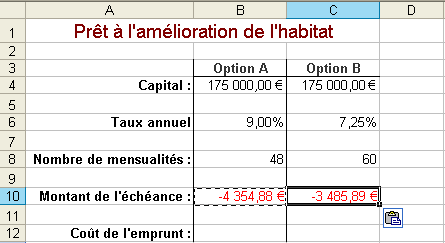 A B C D
1 Prêt à l'amélioration de l'habitat
2
3 Option A Option B
4 Capital : 175 000,00 € 175 000,00 €
5
6 Taux annuel 9,00% 7,25%
7
8 Nombre de mensualités : 48 60
9
10 Montant de l'échéance : -4 354,88 € -3 485,89 €
11
12 Coût de l'emprunt :